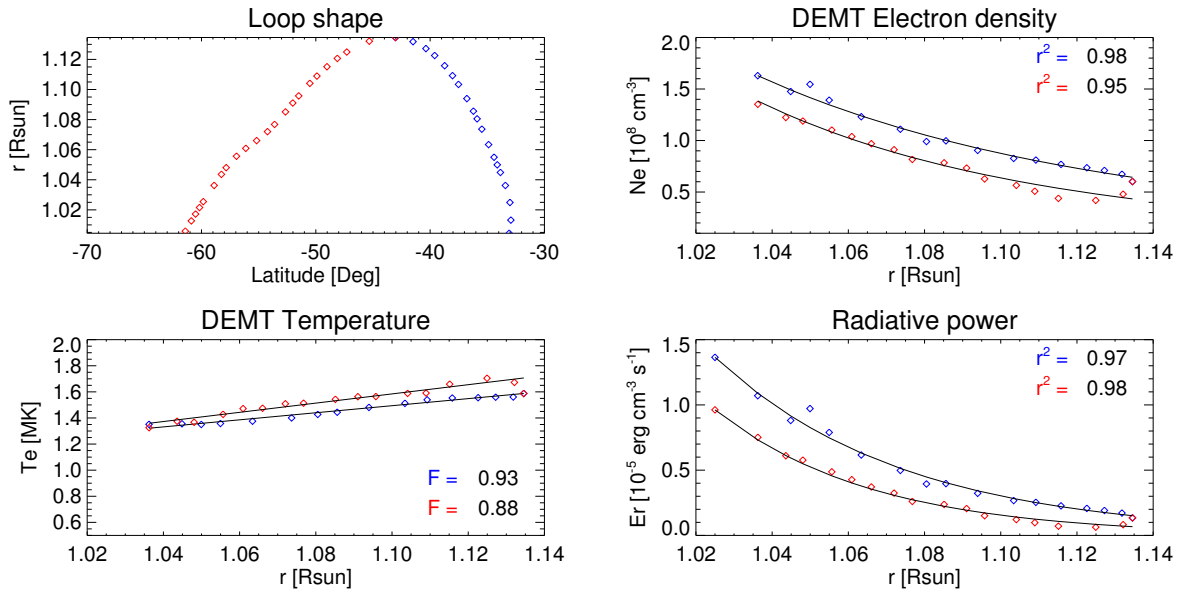 Loop shape
r [Rsun]
1.12
1.10
1.08
1.06
1.04
1.02
-70 -60 -50 -40 -30
Latitude [Deg]
DEMT Electron density
Ne [10⁸ cm⁻³]
2.0
1.5
1.0
0.5
r² = 0.98
r² = 0.95
1.02 1.04 1.06 1.08 1.10 1.12 1.14
r [Rsun]
DEMT Temperature
Te [MK]
2.0
1.8
1.6
1.4
1.2
1.0
0.8
0.6
F = 0.93
F = 0.88
1.02 1.04 1.06 1.08 1.10 1.12 1.14
r [Rsun]
Radiative power
Er [10⁻⁵ erg cm⁻³ s⁻¹]
1.5
1.0
0.5
0.0
r² = 0.97
r² = 0.98
1.02 1.04 1.06 1.08 1.10 1.12 1.14
r [Rsun]